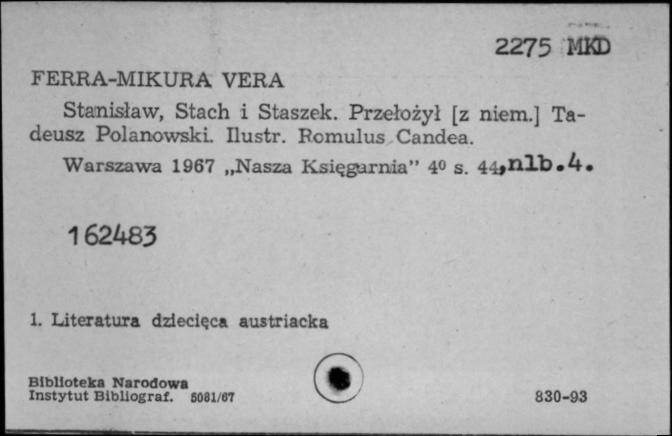 2275 MKD
FERRA-MIKURA VERA
Stanisław, Stach i Staszek. Przełożył [z niem.] Ta-
deusz Polanowski. Ilustr. Romulus Candea.
Warszawa 1967 „Nasza Księgarnia” 4⁰ s. 44,nlb.4.
162483
1. Literatura dziecięca austriacka
Biblioteka Narodowa
Instytut Bibliograf. 5081/67
830-93